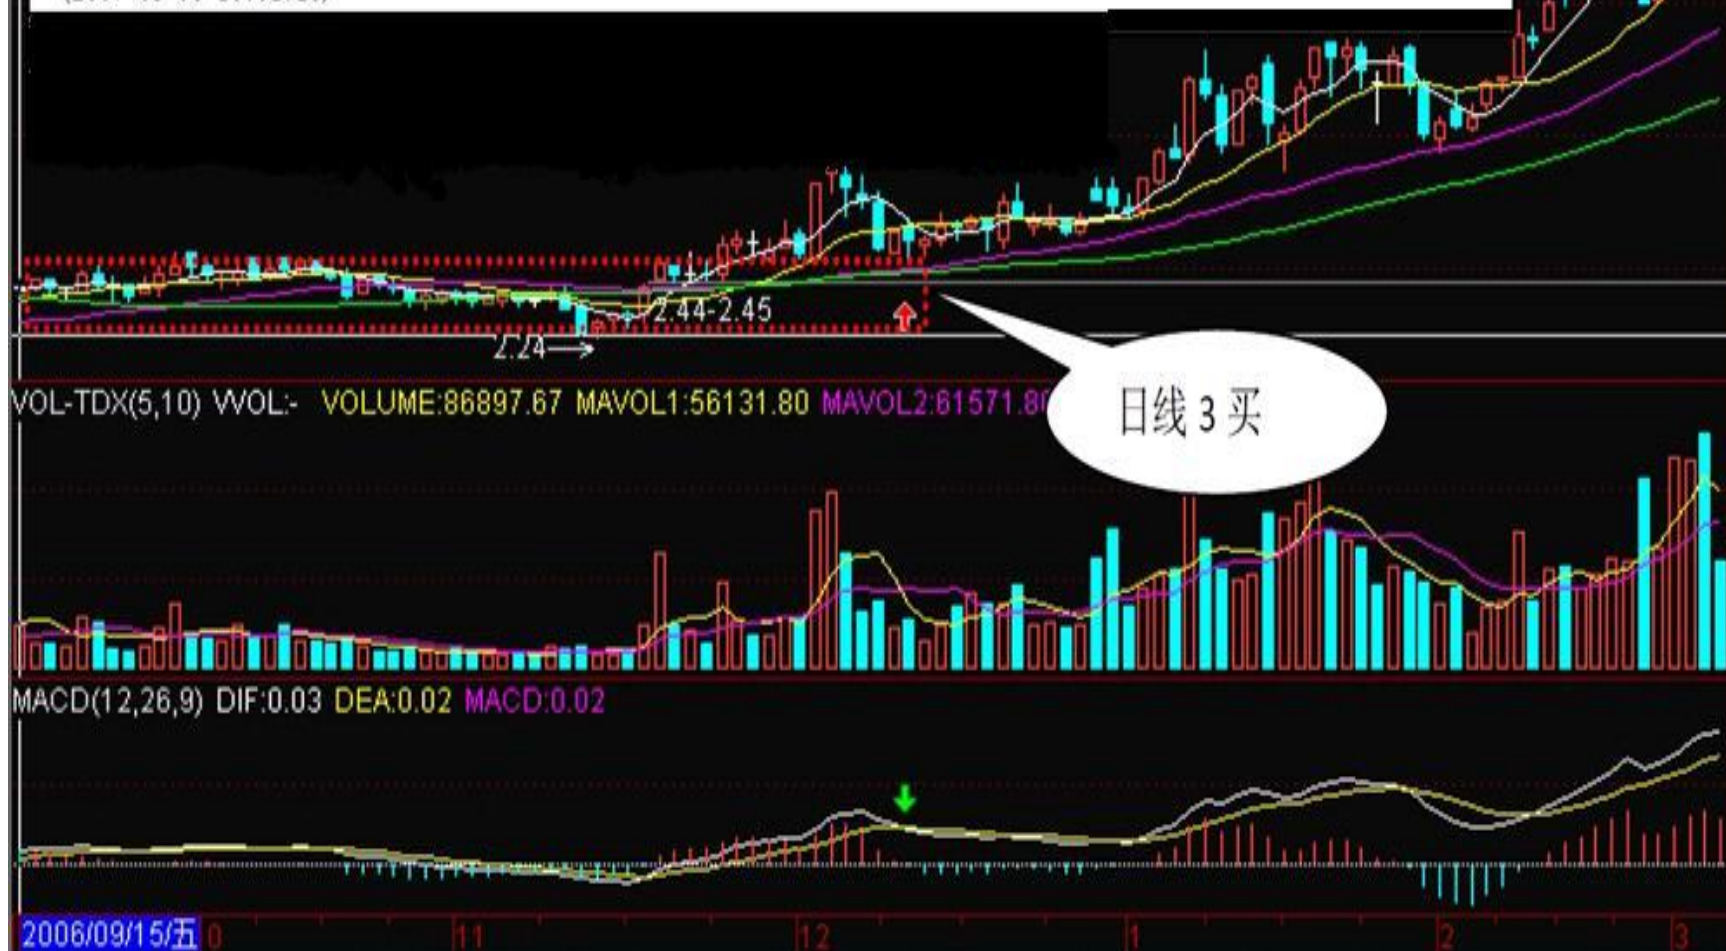 2.44-2.45
2.24
日线 3 买
VOL-TDX(5,10) VVOL:- VOLUME:86897.67 MAVOL1:56131.80 MAVOL2:61571.80
MACD(12,26,9) DIF:0.03 DEA:0.02 MACD:0.02
2006/09/15/五 0 11 12 1 2 3